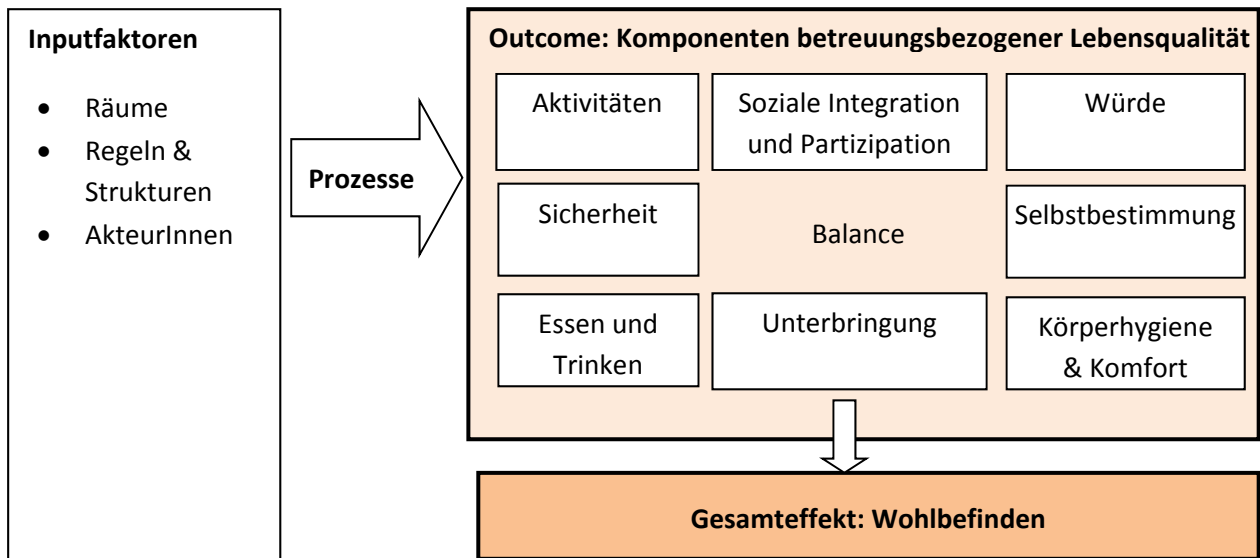 Inputfaktoren
• Räume
• Regeln &
Strukturen
• AkteurInnen
Prozesse
Outcome: Komponenten betreuungsbezogener Lebensqualität
Aktivitäten
Soziale Integration
und Partizipation
Würde
Sicherheit
Balance
Selbstbestimmung
Essen und
Trinken
Unterbringung
Körperhygiene
& Komfort
Gesamteffekt: Wohlbefinden